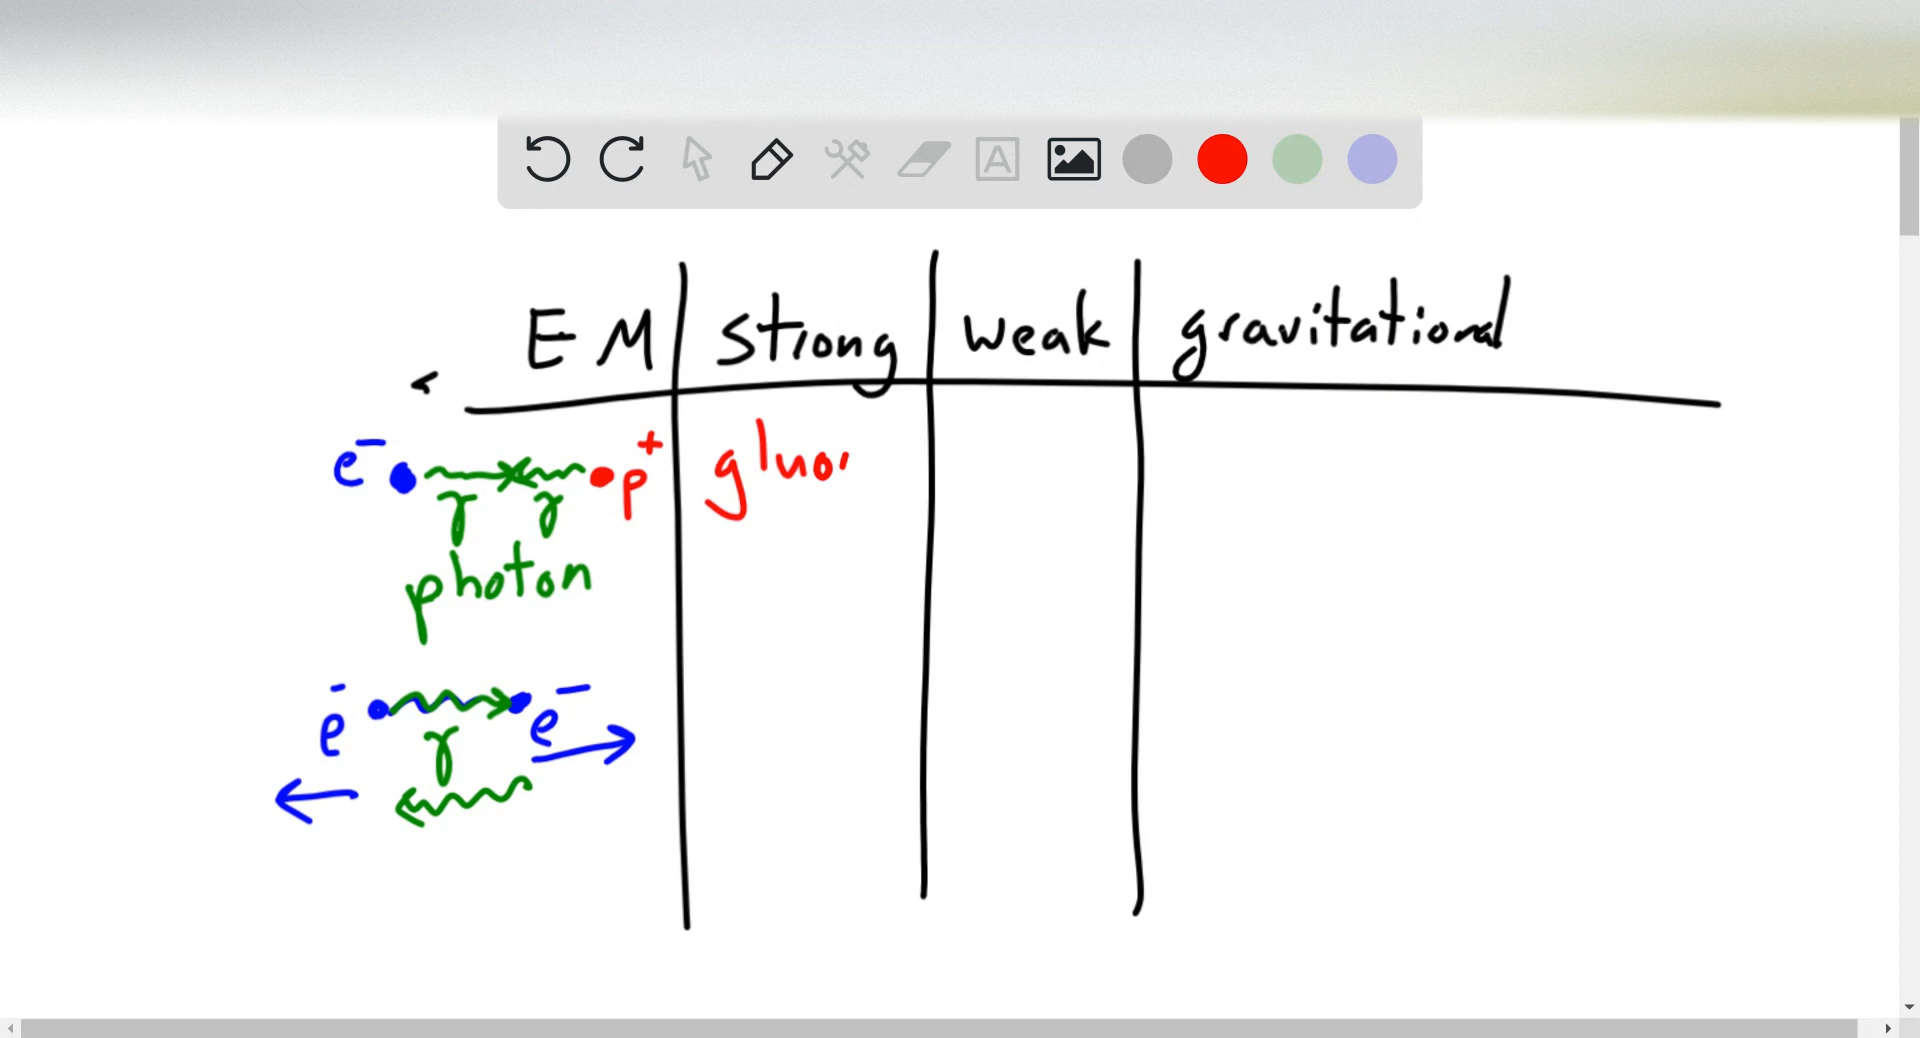 EM strong weak gravitational
e⁻ p⁺ gluo
γ γ
photon
e⁻ e⁻
γ